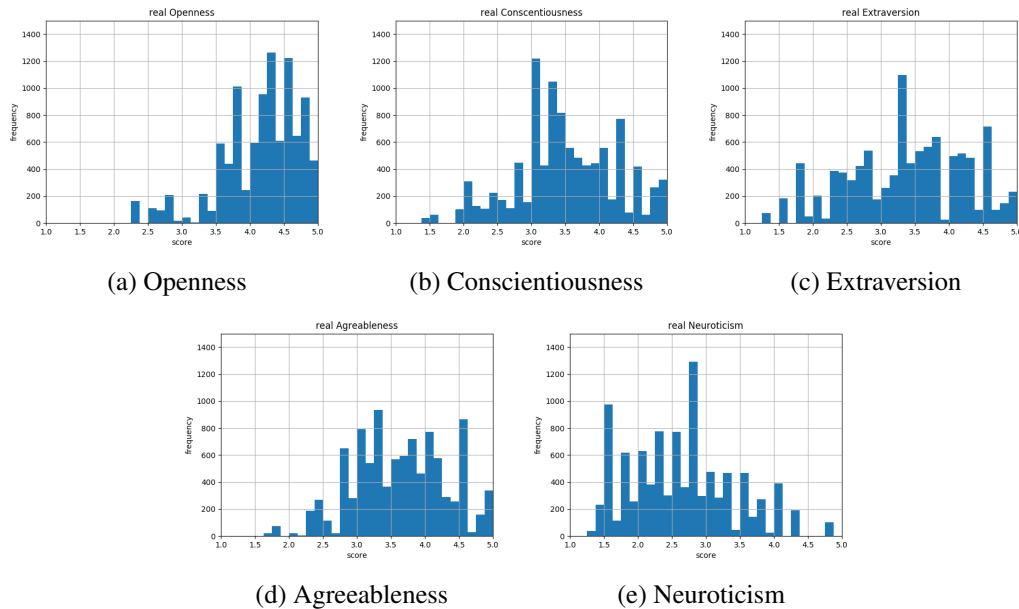 real Openness
1400
1200
1000
800
600
400
200
0
frequency
1.0 1.5 2.0 2.5 3.0 3.5 4.0 4.5 5.0
score
(a) Openness
real Conscientiousness
1400
1200
1000
800
600
400
200
0
frequency
1.0 1.5 2.0 2.5 3.0 3.5 4.0 4.5 5.0
score
(b) Conscientiousness
real Extraversion
1400
1200
1000
800
600
400
200
0
frequency
1.0 1.5 2.0 2.5 3.0 3.5 4.0 4.5 5.0
score
(c) Extraversion
real Agreableness
1400
1200
1000
800
600
400
200
0
frequency
1.0 1.5 2.0 2.5 3.0 3.5 4.0 4.5 5.0
score
(d) Agreeableness
real Neuroticism
1400
1200
1000
800
600
400
200
0
frequency
1.0 1.5 2.0 2.5 3.0 3.5 4.0 4.5 5.0
score
(e) Neuroticism